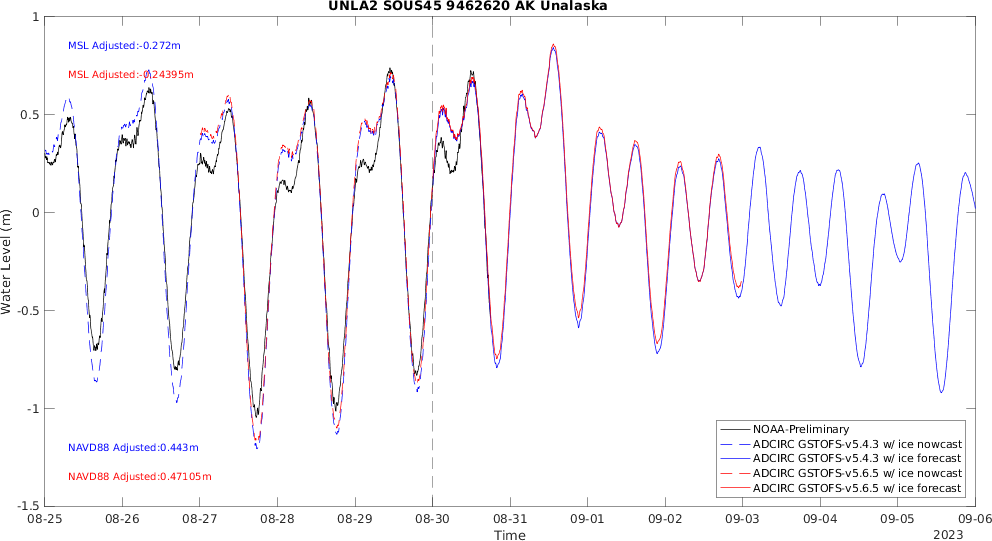 UNLA2 SOUS45 9462620 AK Unalaska
MSL Adjusted:-0.272m
MSL Adjusted:-0.24395m
NAVD88 Adjusted:0.443m
NAVD88 Adjusted:0.47105m
1
0.5
0
-0.5
-1
-1.5
Water Level (m)
NOAA-Preliminary
ADCIRC GSTOFS-v5.4.3 w/ ice nowcast
ADCIRC GSTOFS-v5.4.3 w/ ice forecast
ADCIRC GSTOFS-v5.6.5 w/ ice nowcast
ADCIRC GSTOFS-v5.6.5 w/ ice forecast
08-25 08-26 08-27 08-28 08-29 08-30 08-31 09-01 09-02 09-03 09-04 09-05 09-06
Time
2023